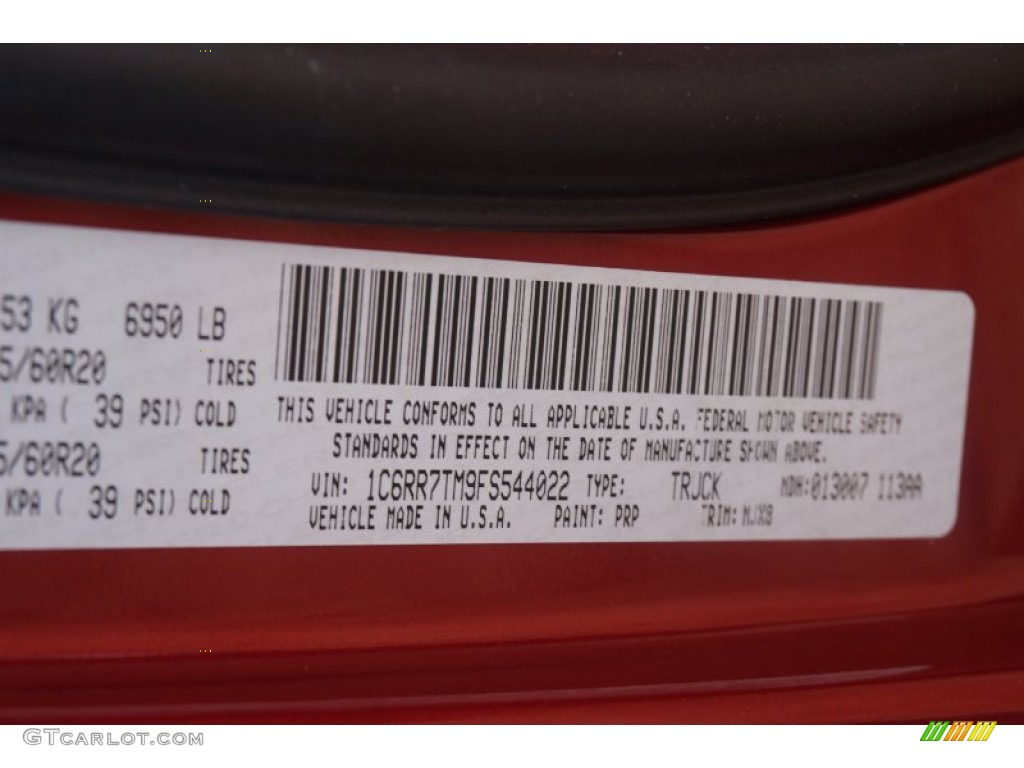 53 KG 6950 LB
5/60R20 TIRES
KPA ( 39 PSI) COLD
5/60R20 TIRES
KPA ( 39 PSI) COLD
THIS VEHICLE CONFORMS TO ALL APPLICABLE U.S.A. FEDERAL MOTOR VEHICLE SAFETY
STANDARDS IN EFFECT ON THE DATE OF MANUFACTURE SHOWN ABOVE.
VIN: 1C6RR7TM9FS544022 TYPE: TRUCK MDH:013007 113AA
VEHICLE MADE IN U.S.A. PAINT: PRP TRIM: MJX8
GTCARLOT.COM